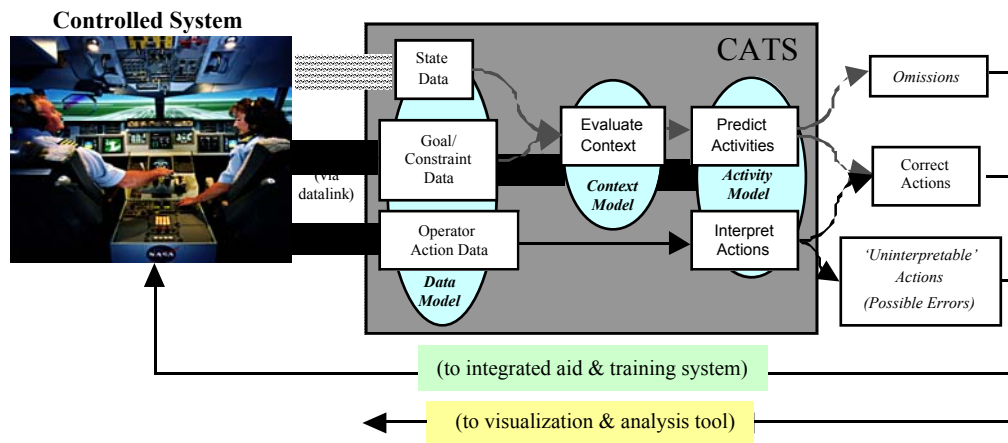 Controlled System
CATS
State
Data
Goal/
Constraint
Data
(via
datalink)
Operator
Action Data
Data
Model
Evaluate
Context
Context
Model
Predict
Activities
Activity
Model
Interpret
Actions
Omissions
Correct
Actions
‘Uninterpretable’
Actions
(Possible Errors)
NASA
(to integrated aid & training system)
(to visualization & analysis tool)